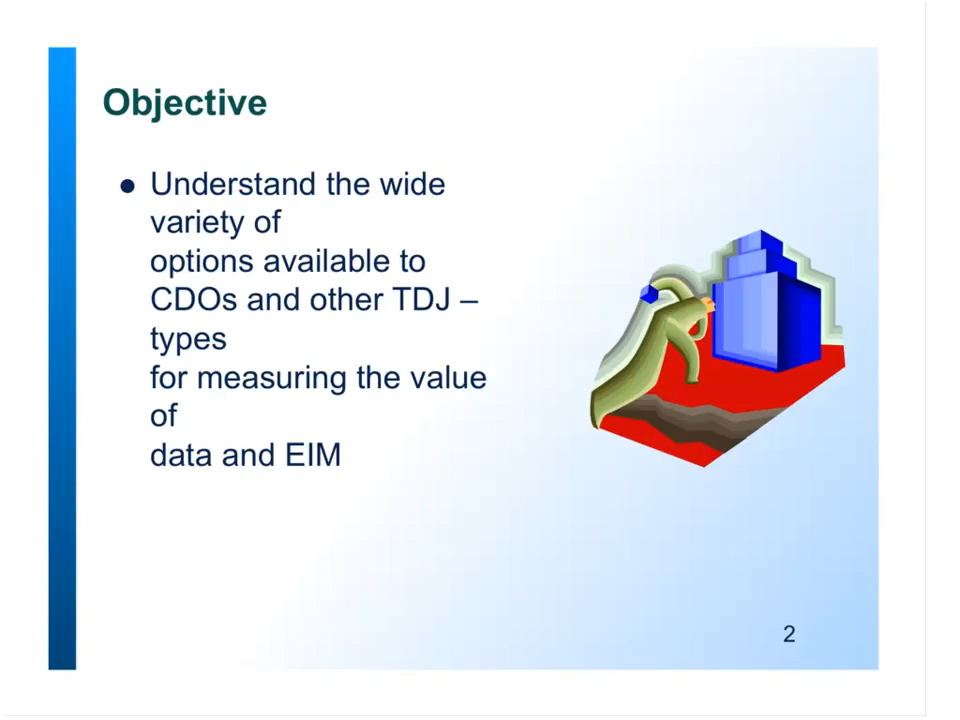 Objective
● Understand the wide
variety of
options available to
CDOs and other TDJ –
types
for measuring the value
of
data and EIM
2